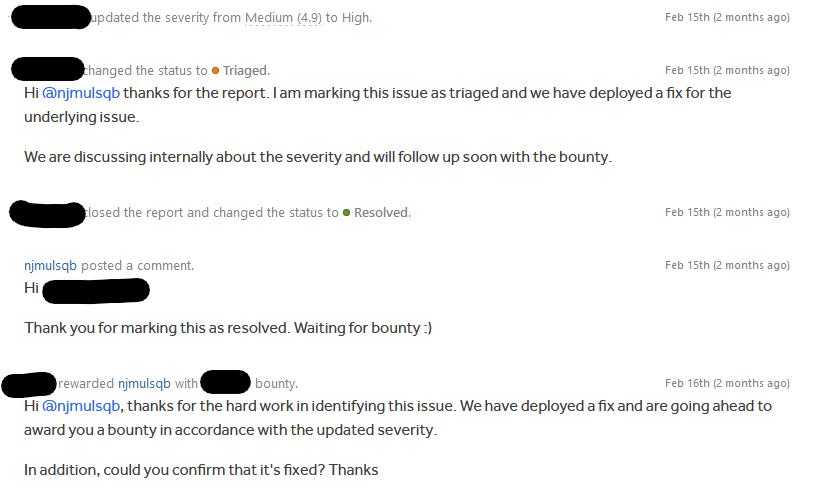 updated the severity from Medium (4.9) to High. Feb 15th (2 months ago)
changed the status to Triaged. Feb 15th (2 months ago)
Hi @njmulsqb thanks for the report. I am marking this issue as triaged and we have deployed a fix for the
underlying issue.
We are discussing internally about the severity and will follow up soon with the bounty.
closed the report and changed the status to Resolved. Feb 15th (2 months ago)
njmulsqb posted a comment. Feb 15th (2 months ago)
Hi
Thank you for marking this as resolved. Waiting for bounty :)
rewarded njmulsqb with bounty. Feb 16th (2 months ago)
Hi @njmulsqb, thanks for the hard work in identifying this issue. We have deployed a fix and are going ahead to
award you a bounty in accordance with the updated severity.
In addition, could you confirm that it's fixed? Thanks